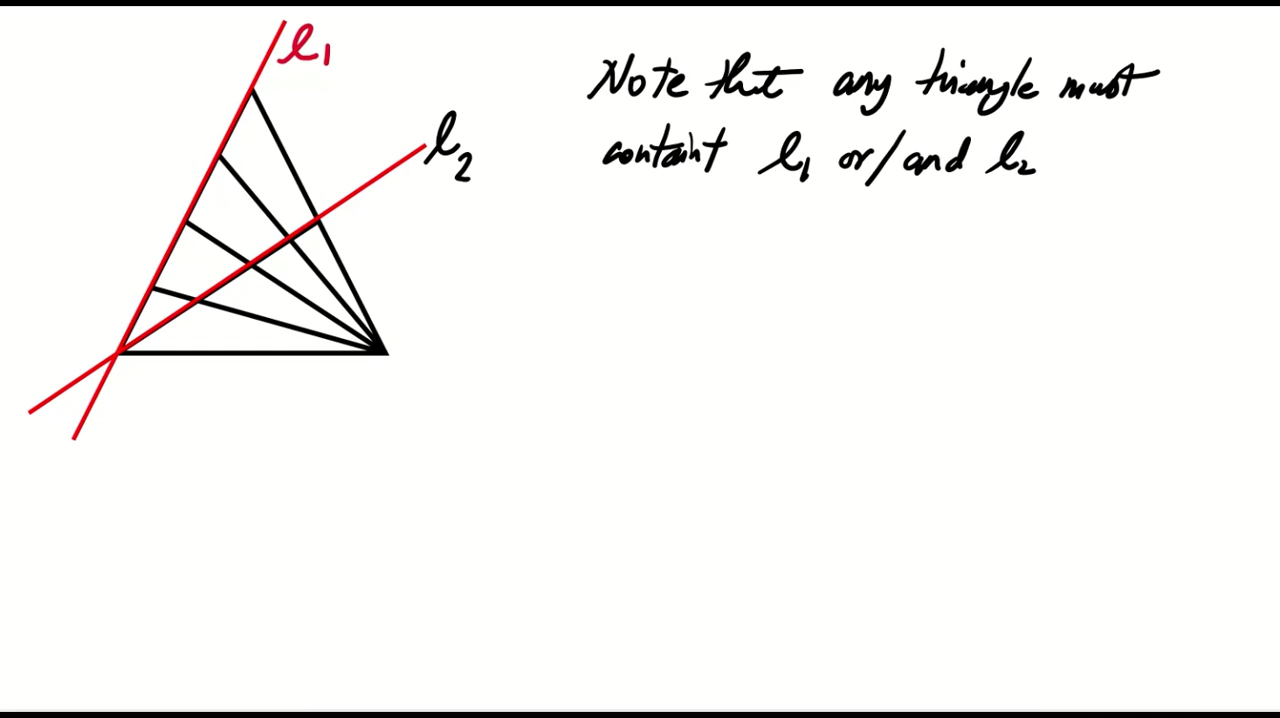 l1
l2
Note that any triangle must
containt l1 or/and l2